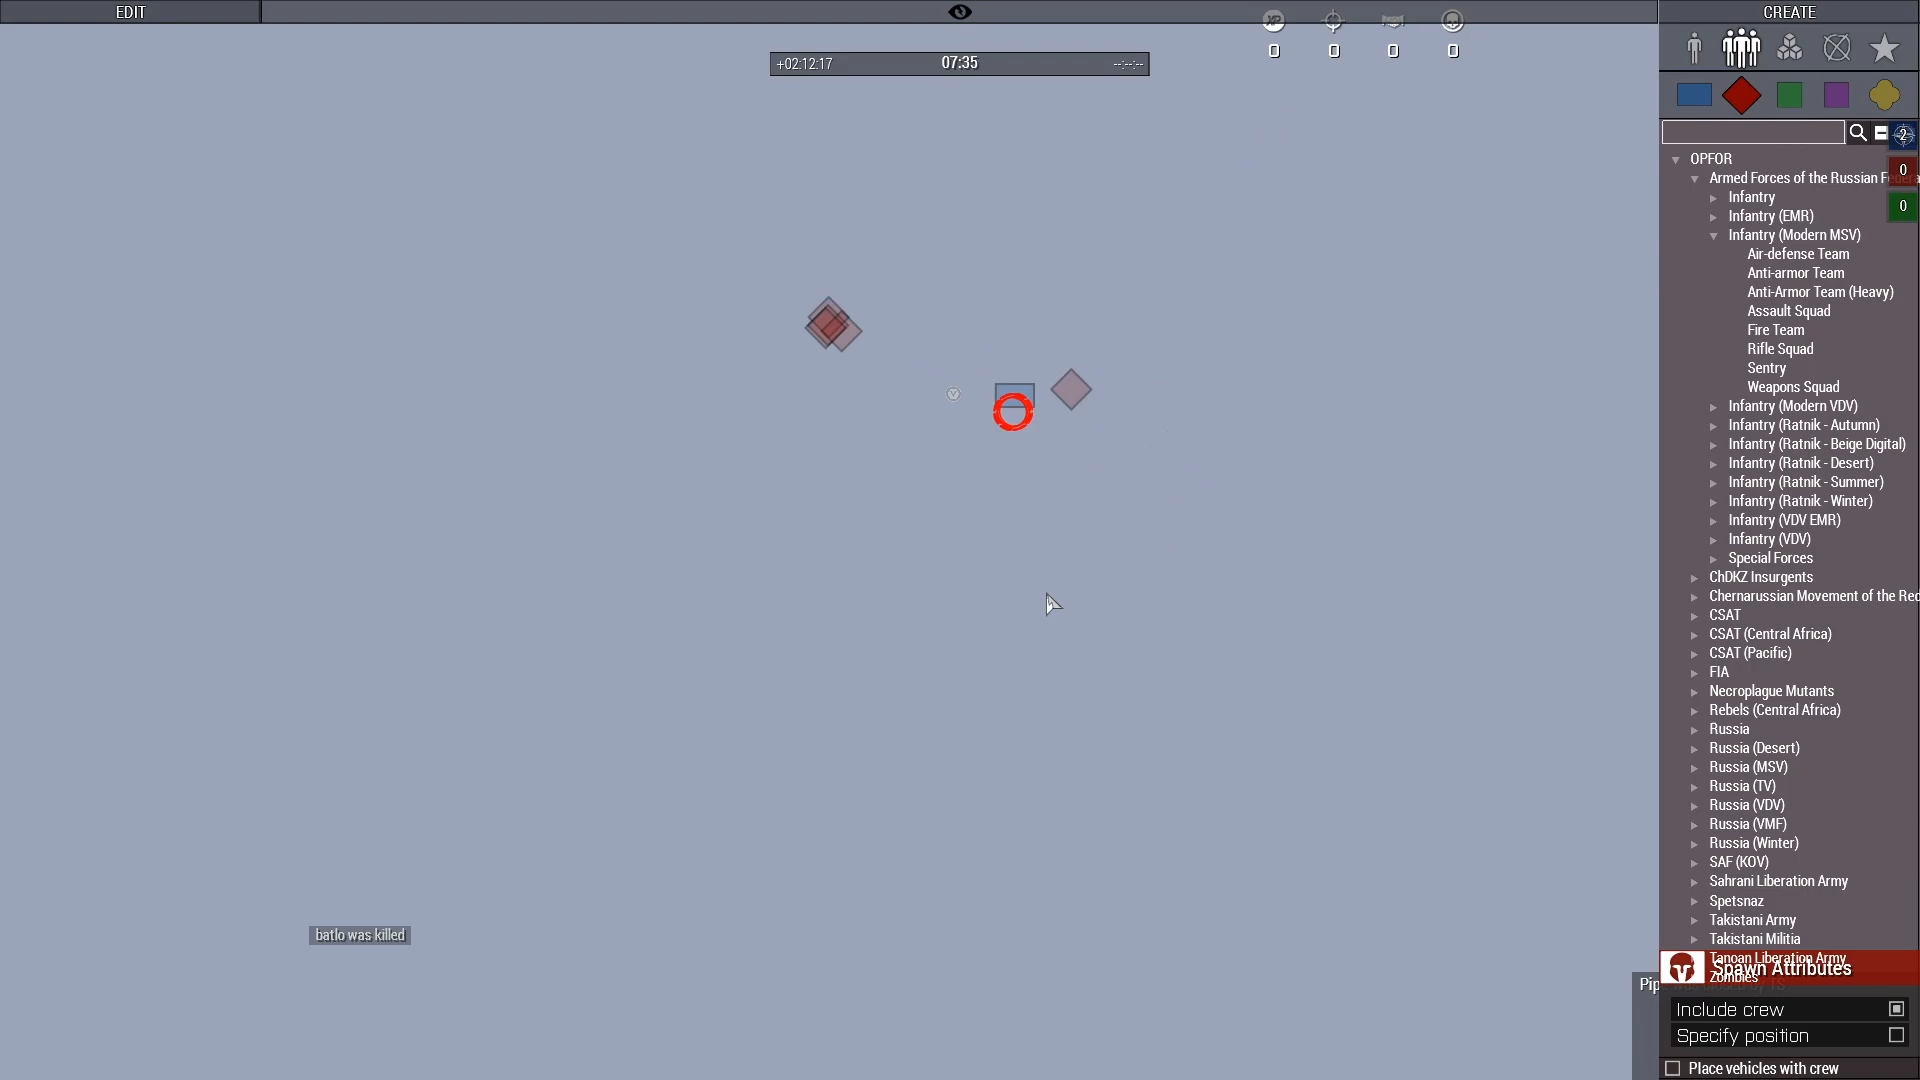 EDIT
CREATE
XP
0
0
0
0
+02:12:17
07:35
--:--:--
-2
OPFOR
0
Armed Forces of the Russian Federa
Infantry
0
Infantry (EMR)
Infantry (Modern MSV)
Air-defense Team
Anti-armor Team
Anti-Armor Team (Heavy)
Assault Squad
Fire Team
Rifle Squad
Sentry
Weapons Squad
Infantry (Modern VDV)
Infantry (Ratnik - Autumn)
Infantry (Ratnik - Beige Digital)
Infantry (Ratnik - Desert)
Infantry (Ratnik - Summer)
Infantry (Ratnik - Winter)
Infantry (VDV EMR)
Infantry (VDV)
Special Forces
ChDKZ Insurgents
Chernarussian Movement of the Red
CSAT
CSAT (Central Africa)
CSAT (Pacific)
FIA
Necroplague Mutants
Rebels (Central Africa)
Russia
Russia (Desert)
Russia (MSV)
Russia (TV)
Russia (VDV)
Russia (VMF)
Russia (Winter)
SAF (KOV)
Sahrani Liberation Army
Spetsnaz
Takistani Army
Takistani Militia
Tanoan Liberation Army
Zombies
Spawn Attributes
batlo was killed
Include crew
Specify position
Place vehicles with crew